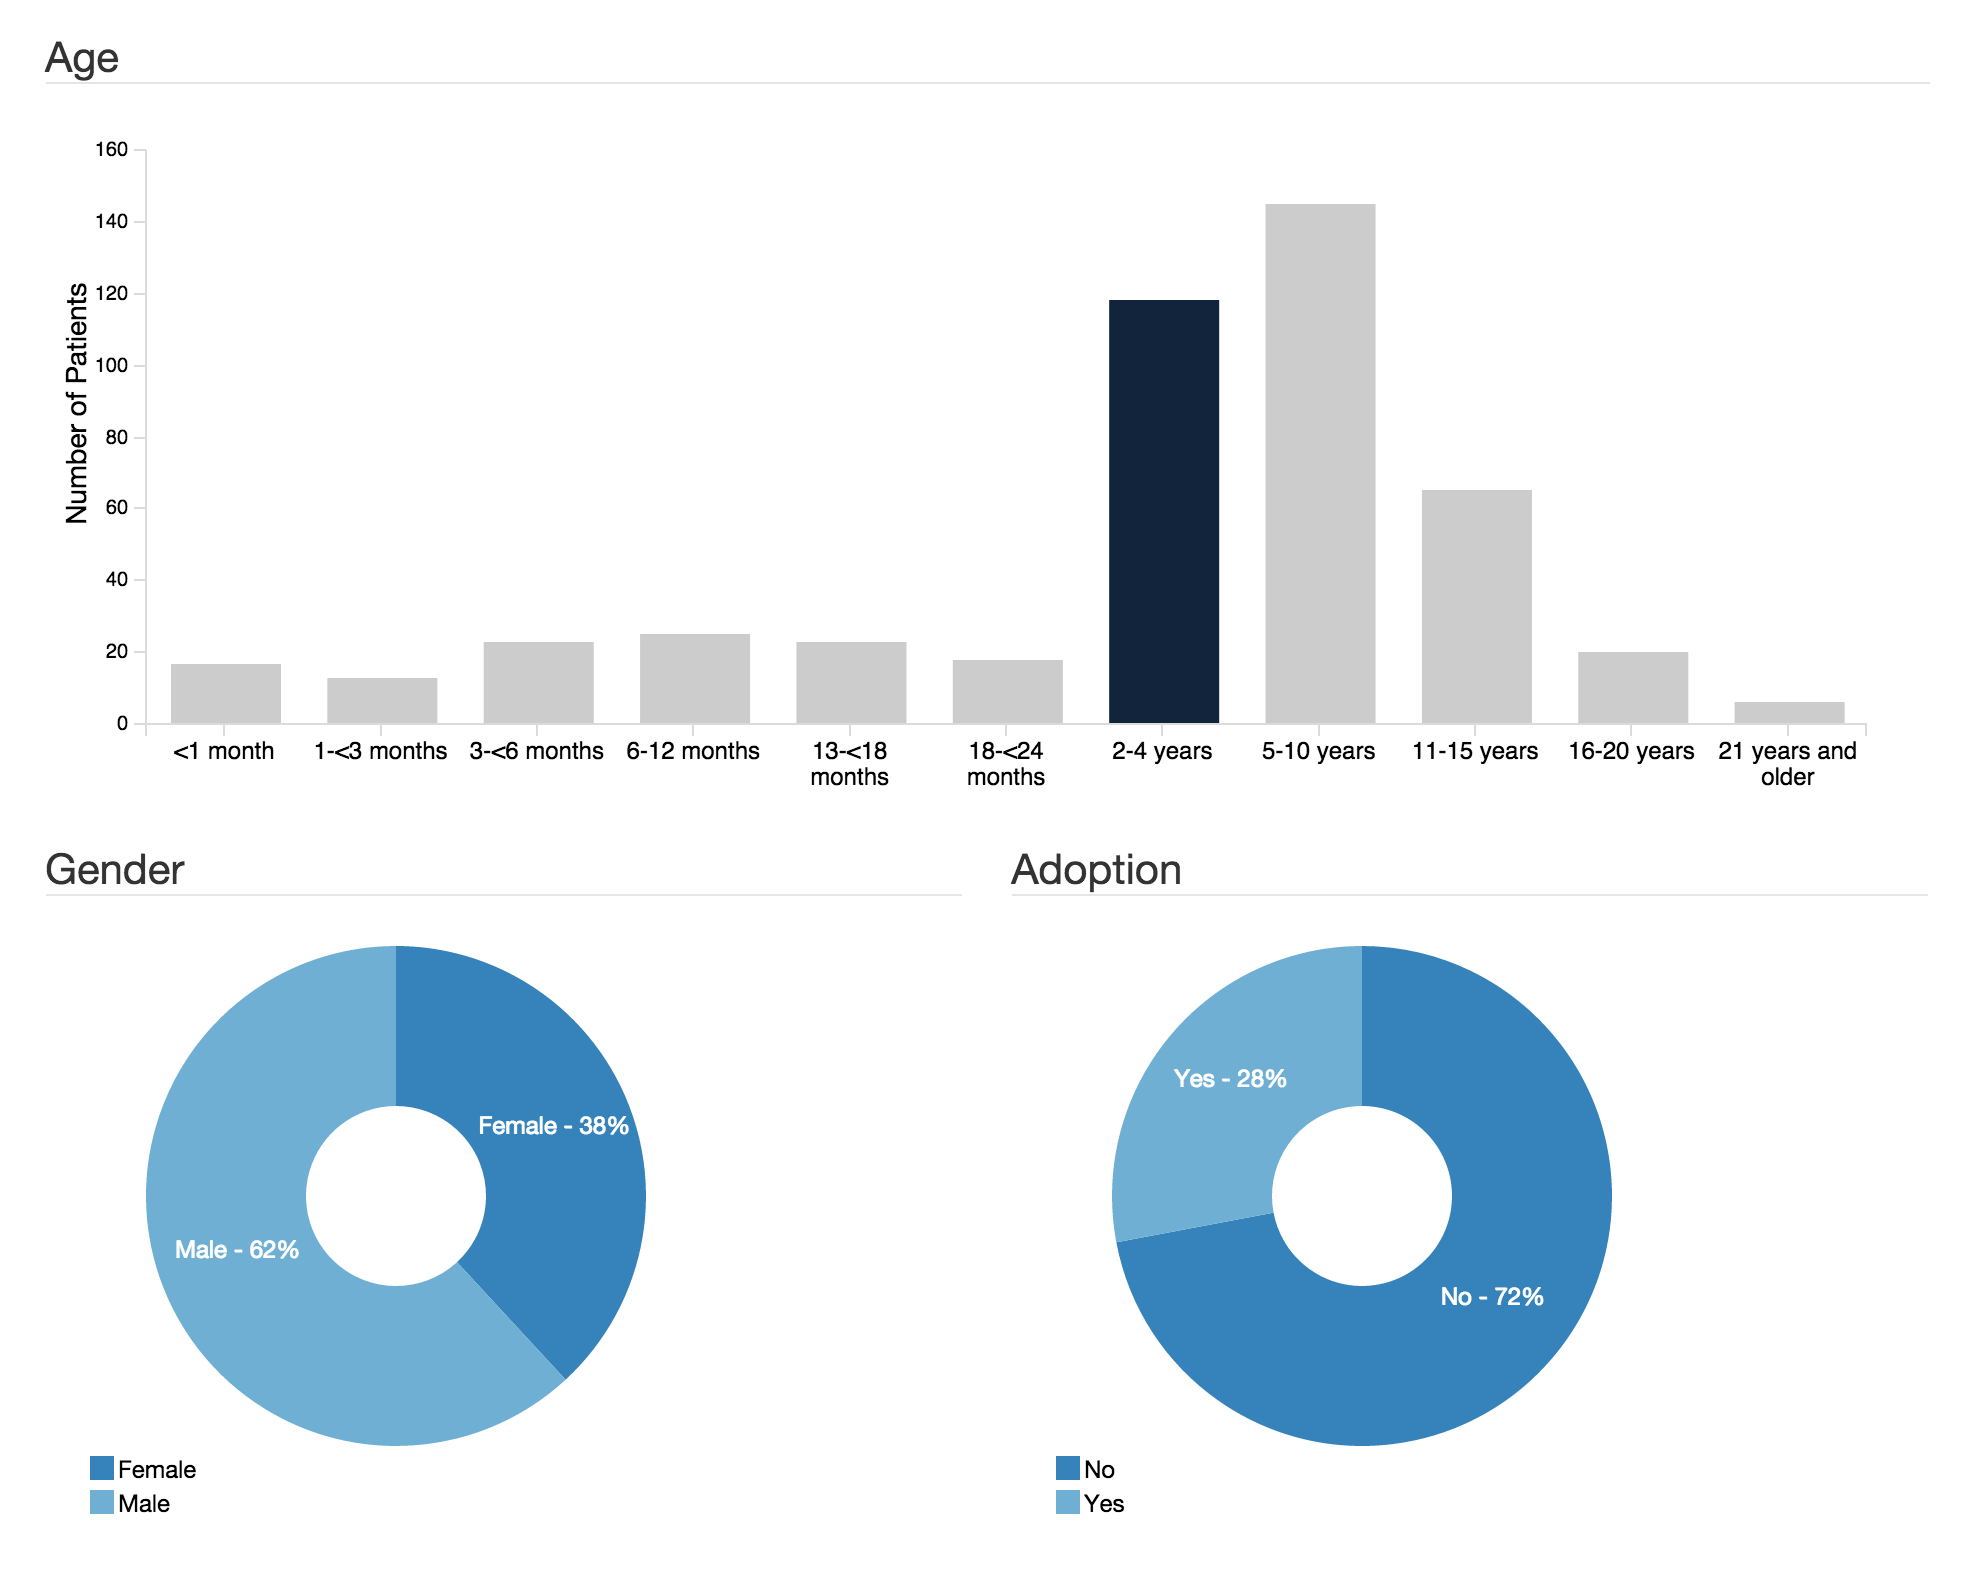 Age
Number of Patients
160
140
120
100
80
60
40
20
0
<1 month
1-<3 months
3-<6 months
6-12 months
13-<18
months
18-<24
months
2-4 years
5-10 years
11-15 years
16-20 years
21 years and
older
Gender
Female - 38%
Male - 62%
Female
Male
Adoption
Yes - 28%
No - 72%
No
Yes